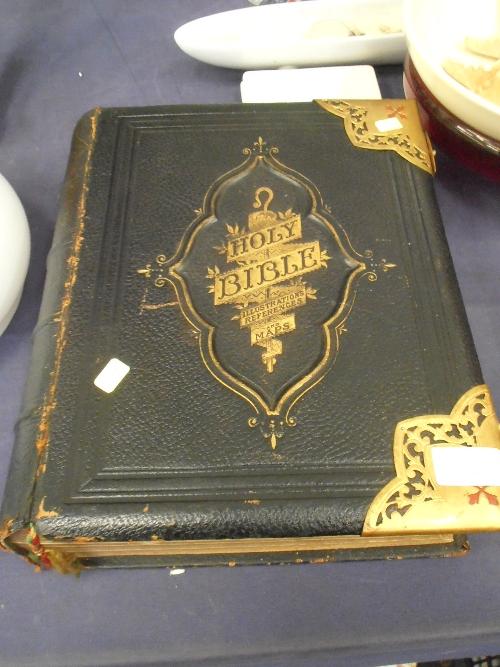 HOLY
BIBLE
ILLUSTRATIONS
REFERENCES
AND
MAPS